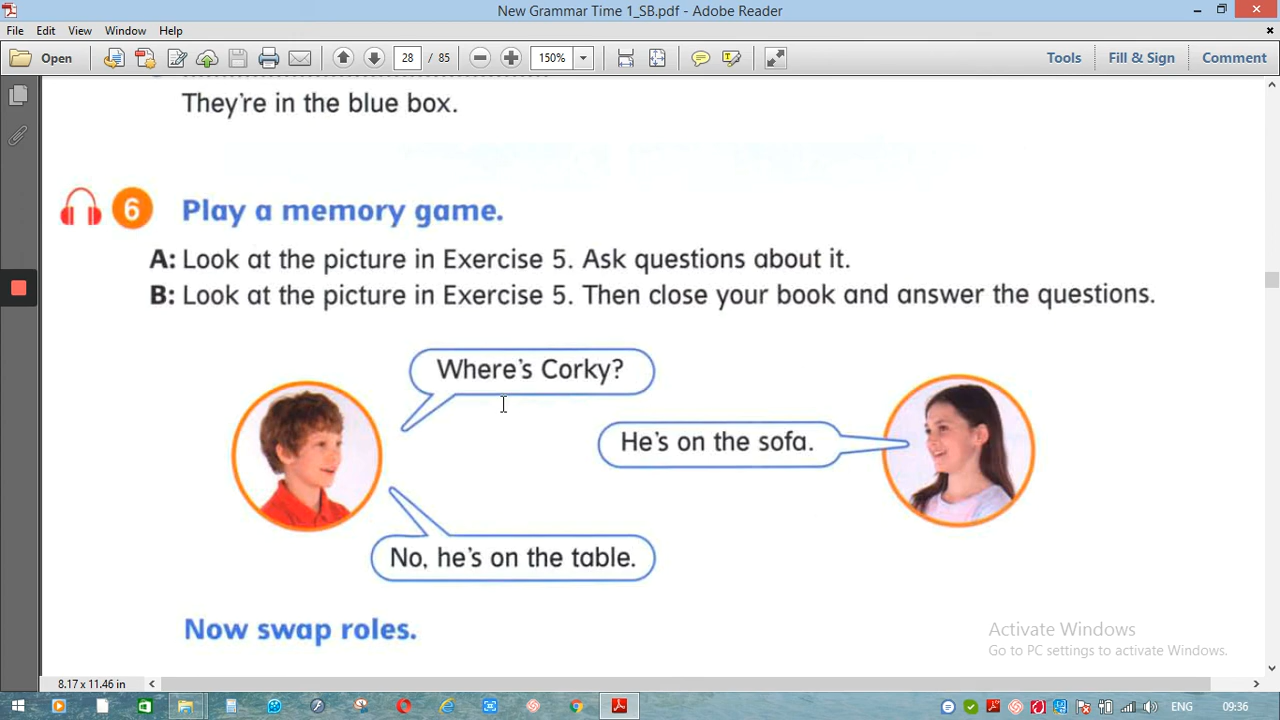 New Grammar Time 1_SB.pdf - Adobe Reader
File Edit View Window Help
Open 28 / 85 150% Tools Fill & Sign Comment
They're in the blue box.
6 Play a memory game.
A: Look at the picture in Exercise 5. Ask questions about it.
B: Look at the picture in Exercise 5. Then close your book and answer the questions.
Where's Corky?
He's on the sofa.
No, he's on the table.
Now swap roles.
Activate Windows
Go to PC settings to activate Windows.
8.17 x 11.46 in
ENG 09:36